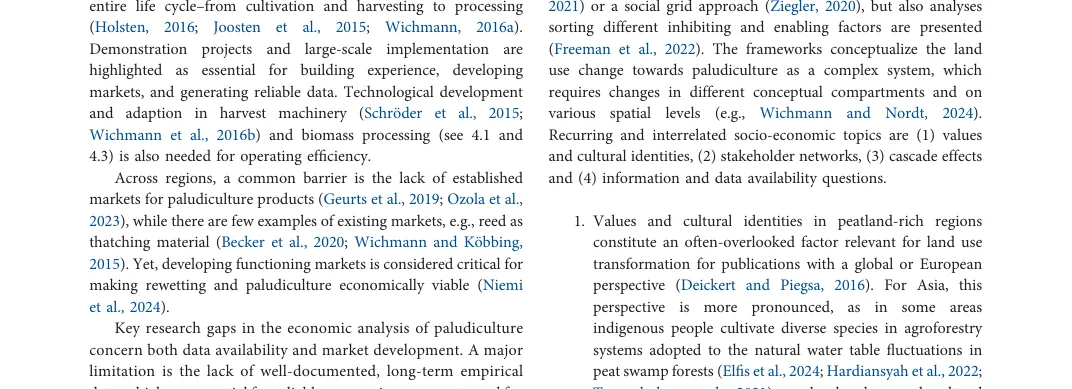 entire life cycle–from cultivation and harvesting to processing
(Holsten, 2016; Joosten et al., 2015; Wichmann, 2016a).
Demonstration projects and large-scale implementation are
highlighted as essential for building experience, developing
markets, and generating reliable data. Technological development
and adaption in harvest machinery (Schröder et al., 2015;
Wichmann et al., 2016b) and biomass processing (see 4.1 and
4.3) is also needed for operating efficiency.
Across regions, a common barrier is the lack of established
markets for paludiculture products (Geurts et al., 2019; Ozola et al.,
2023), while there are few examples of existing markets, e.g., reed as
thatching material (Becker et al., 2020; Wichmann and Köbbing,
2015). Yet, developing functioning markets is considered critical for
making rewetting and paludiculture economically viable (Niemi
et al., 2024).
Key research gaps in the economic analysis of paludiculture
concern both data availability and market development. A major
limitation is the lack of well-documented, long-term empirical
2021) or a social grid approach (Ziegler, 2020), but also analyses
sorting different inhibiting and enabling factors are presented
(Freeman et al., 2022). The frameworks conceptualize the land
use change towards paludiculture as a complex system, which
requires changes in different conceptual compartments and on
various spatial levels (e.g., Wichmann and Nordt, 2024).
Recurring and interrelated socio-economic topics are (1) values
and cultural identities, (2) stakeholder networks, (3) cascade effects
and (4) information and data availability questions.
1. Values and cultural identities in peatland-rich regions
constitute an often-overlooked factor relevant for land use
transformation for publications with a global or European
perspective (Deickert and Piegsa, 2016). For Asia, this
perspective is more pronounced, as in some areas
indigenous people cultivate diverse species in agroforestry
systems adopted to the natural water table fluctuations in
peat swamp forests (Elfis et al., 2024; Hardiansyah et al., 2022;